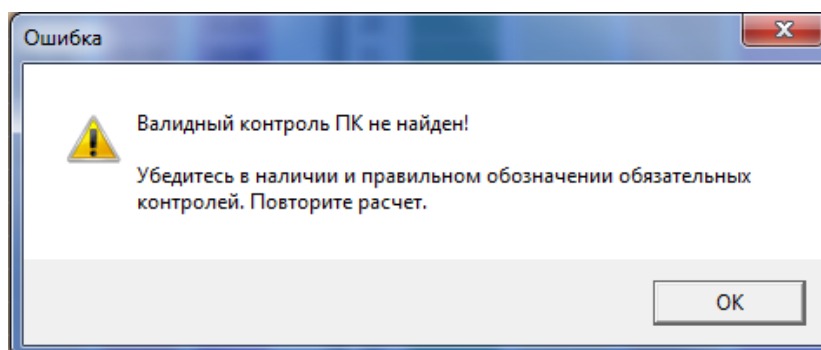 Ошибка
Валидный контроль ПК не найден!
Убедитесь в наличии и правильном обозначении обязательных
контролей. Повторите расчет.
OK